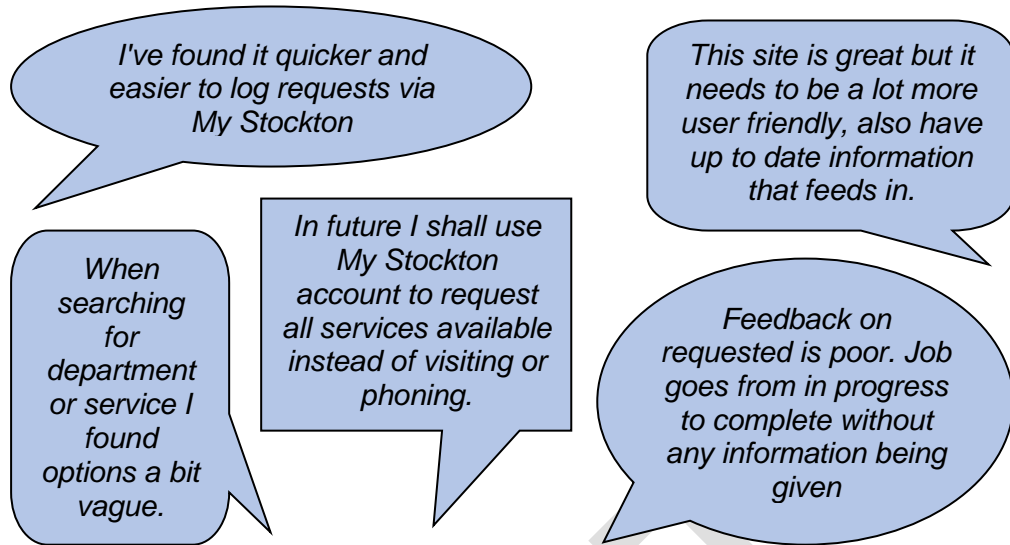 I've found it quicker and
easier to log requests via
My Stockton
This site is great but it
needs to be a lot more
user friendly, also have
up to date information
that feeds in.
When
searching
for
department
or service I
found
options a bit
vague.
In future I shall use
My Stockton
account to request
all services available
instead of visiting or
phoning.
Feedback on
requested is poor. Job
goes from in progress
to complete without
any information being
given